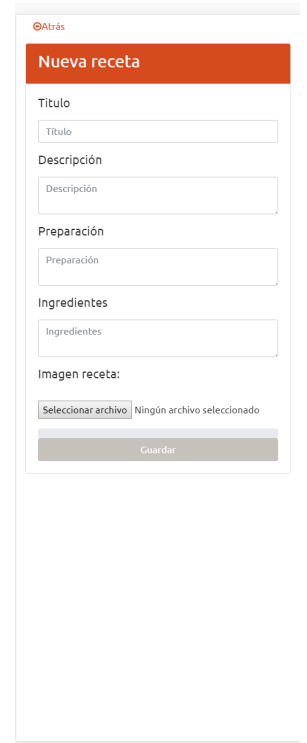 Atrás
Nueva receta
Titulo
Título
Descripción
Descripción
Preparación
Preparación
Ingredientes
Ingredientes
Imagen receta:
Seleccionar archivo Ningún archivo seleccionado
Guardar